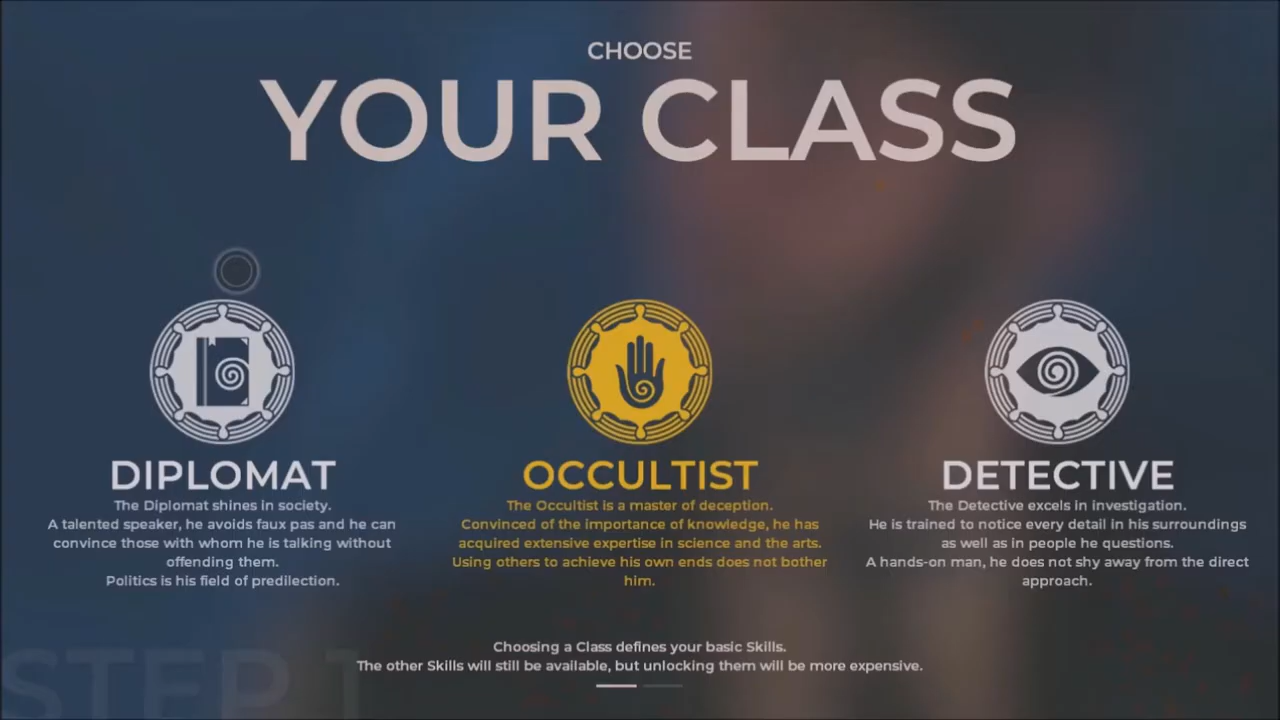 CHOOSE
YOUR CLASS
DIPLOMAT
The Diplomat shines in society.
A talented speaker, he avoids faux pas and he can
convince those with whom he is talking without
offending them.
Politics is his field of predilection.
OCCULTIST
The Occultist is a master of deception.
Convinced of the importance of knowledge, he has
acquired extensive expertise in science and the arts.
Using others to achieve his own ends does not bother
him.
DETECTIVE
The Detective excels in investigation.
He is trained to notice every detail in his surroundings
as well as in people he questions.
A hands-on man, he does not shy away from the direct
approach.
Choosing a Class defines your basic Skills.
The other Skills will still be available, but unlocking them will be more expensive.
STEP 1